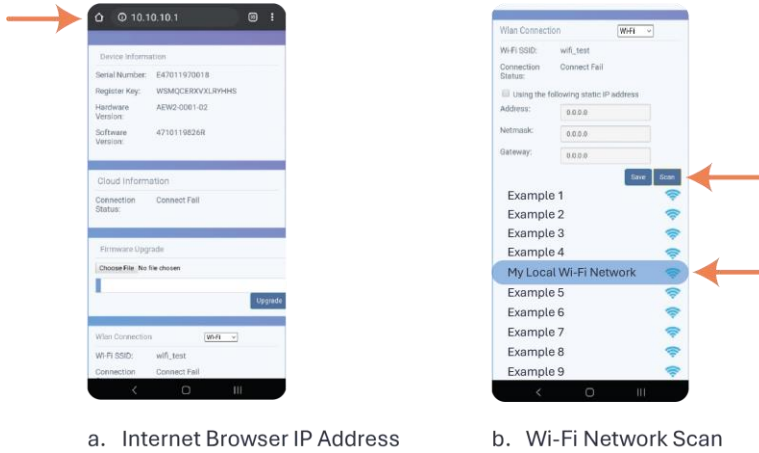 10.10.10.1
Device Information
Serial Number: E47011970018
Register Key: WSMQCERXVXLRYHHS
Hardware Version: AEW2-0001-02
Software Version: 4710119826R
Cloud Information
Connection Status: Connect Fail
Firmware Upgrade
Choose File No file chosen
Upgrade
Wlan Connection Wi-Fi
Wi-Fi SSID: wifi_test
Connection Connect Fail
a. Internet Browser IP Address
Wlan Connection Wi-Fi
Wi-Fi SSID: wifi_test
Connection Status: Connect Fail
Using the following static IP address
Address: 0.0.0.0
Netmask: 0.0.0.0
Gateway: 0.0.0.0
Save Scan
Example 1
Example 2
Example 3
Example 4
My Local Wi-Fi Network
Example 5
Example 6
Example 7
Example 8
Example 9
b. Wi-Fi Network Scan